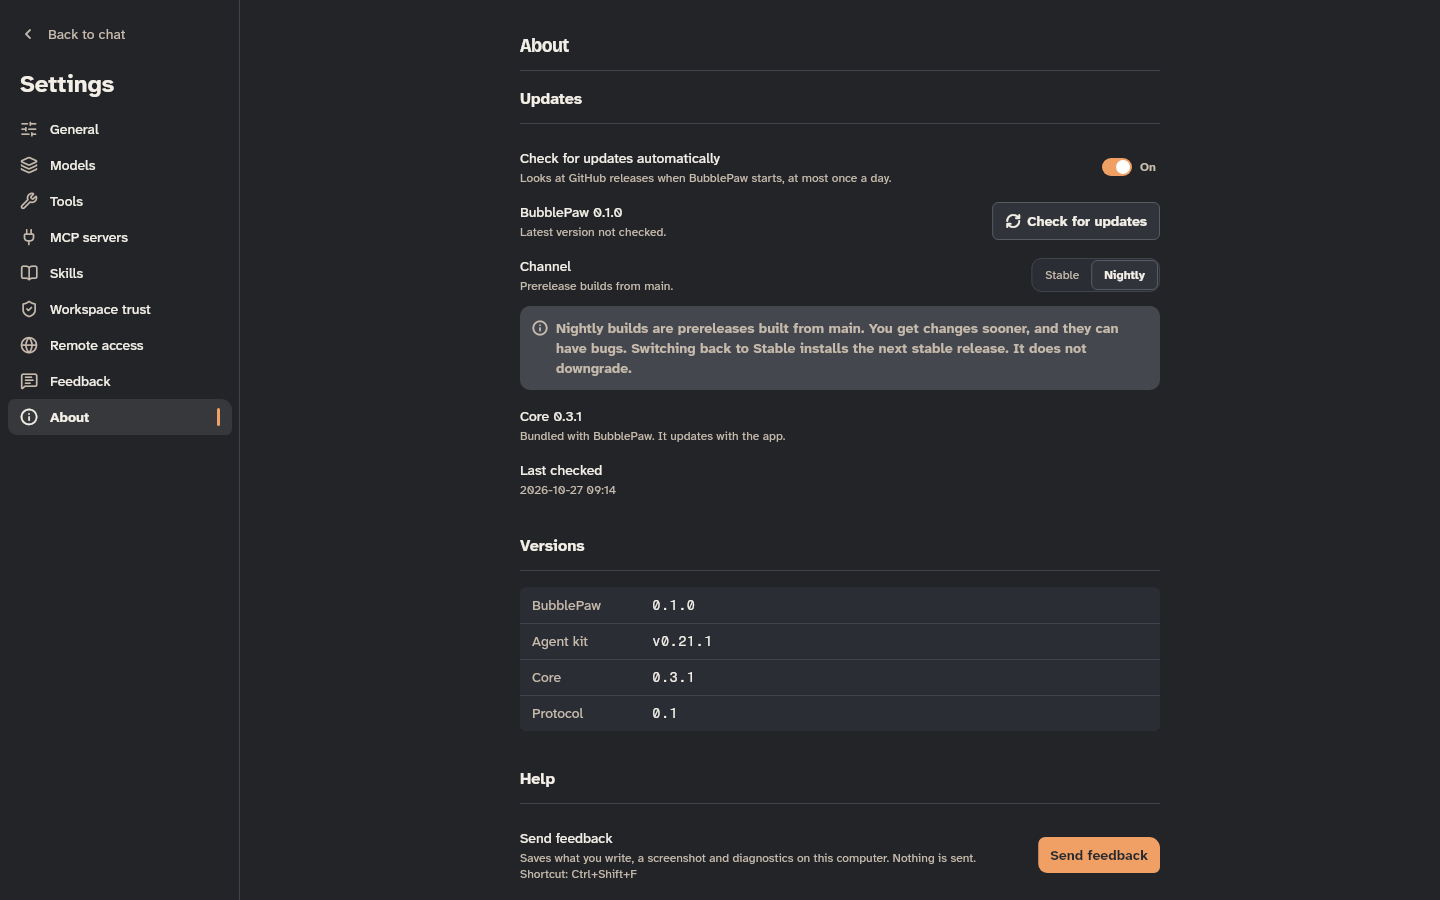 Back to chat
Settings
General
Models
Tools
MCP servers
Skills
Workspace trust
Remote access
Feedback
About
About
Updates
Check for updates automatically
Looks at GitHub releases when BubblePaw starts, at most once a day.
On
BubblePaw 0.1.0
Latest version not checked.
Check for updates
Channel
Prerelease builds from main.
Stable
Nightly
Nightly builds are prereleases built from main. You get changes sooner, and they can
have bugs. Switching back to Stable installs the next stable release. It does not
downgrade.
Core 0.3.1
Bundled with BubblePaw. It updates with the app.
Last checked
2026-10-27 09:14
Versions
BubblePaw 0.1.0
Agent kit v0.21.1
Core 0.3.1
Protocol 0.1
Help
Send feedback
Saves what you write, a screenshot and diagnostics on this computer. Nothing is sent.
Shortcut: Ctrl+Shift+F
Send feedback